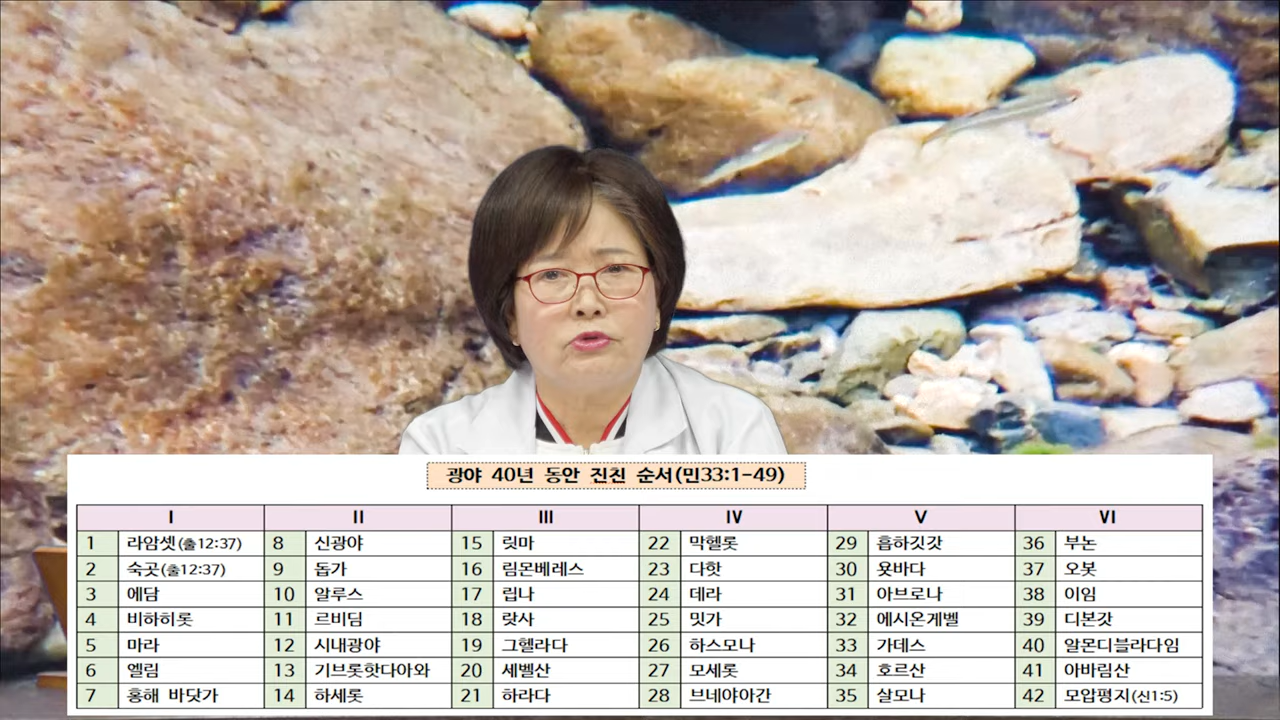 광야 40년 동안 진친 순서(민33:1-49)
I II III IV V VI
1 라암셋(출12:37) 8 신광야 15 릿마 22 막헬롯 29 흡하깃갓 36 부논
2 숙곳(출12:37) 9 돕가 16 림몬베레스 23 다핫 30 욧바다 37 오봇
3 에담 10 알루스 17 립나 24 데라 31 아브로나 38 이임
4 비하히롯 11 르비딤 18 랏사 25 밋가 32 에시온게벨 39 디본갓
5 마라 12 시내광야 19 그헬라다 26 하스모나 33 가데스 40 알몬디블라다임
6 엘림 13 기브롯핫다아와 20 세벨산 27 모세롯 34 호르산 41 아바림산
7 홍해 바닷가 14 하세롯 21 하라다 28 브네야아간 35 살모나 42 모압평지(신1:5)